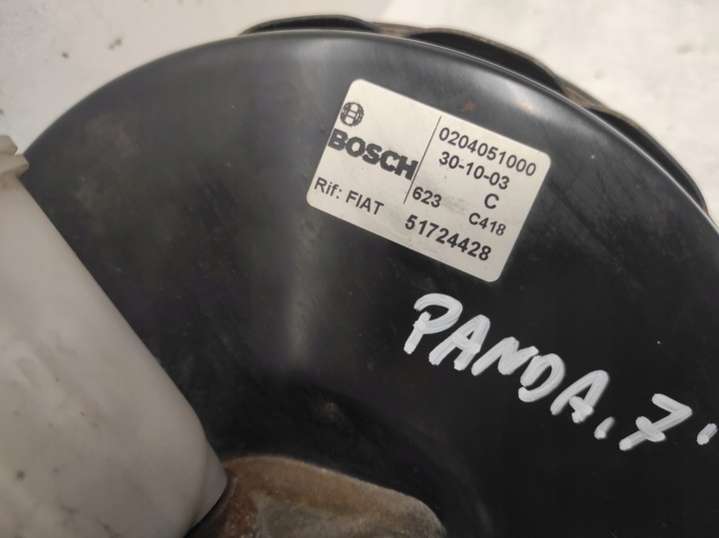 BOSCH
0204051000
30-10-03
C
623 C418
Rif: FIAT 51724428
PANDA.7'